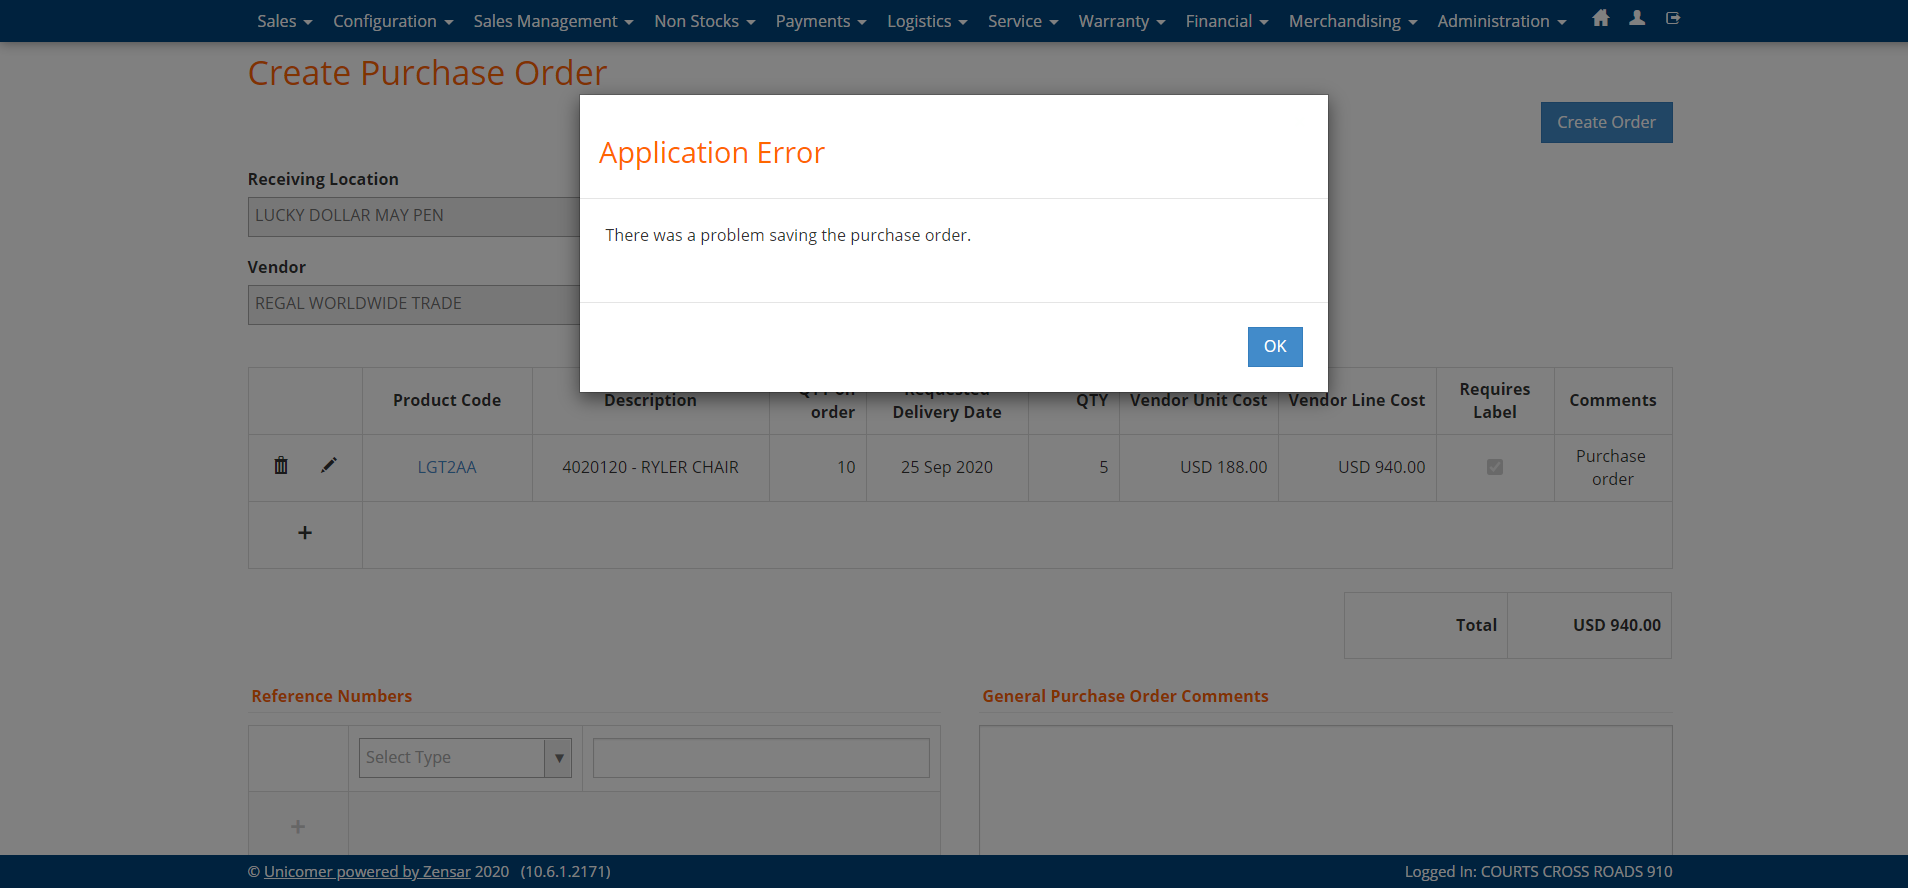 Sales Configuration Sales Management Non Stocks Payments Logistics Service Warranty Financial Merchandising Administration
Create Purchase Order
Create Order
Application Error
There was a problem saving the purchase order.
OK
Receiving Location
LUCKY DOLLAR MAY PEN
Vendor
REGAL WORLDWIDE TRADE
Product Code Description order Delivery Date QTY Vendor Unit Cost Vendor Line Cost Requires Label Comments
LGT2AA 4020120 - RYLER CHAIR 10 25 Sep 2020 5 USD 188.00 USD 940.00 Purchase order
Total USD 940.00
Reference Numbers
Select Type
General Purchase Order Comments
© Unicomer powered by Zensar 2020 (10.6.1.2171)
Logged In: COURTS CROSS ROADS 910